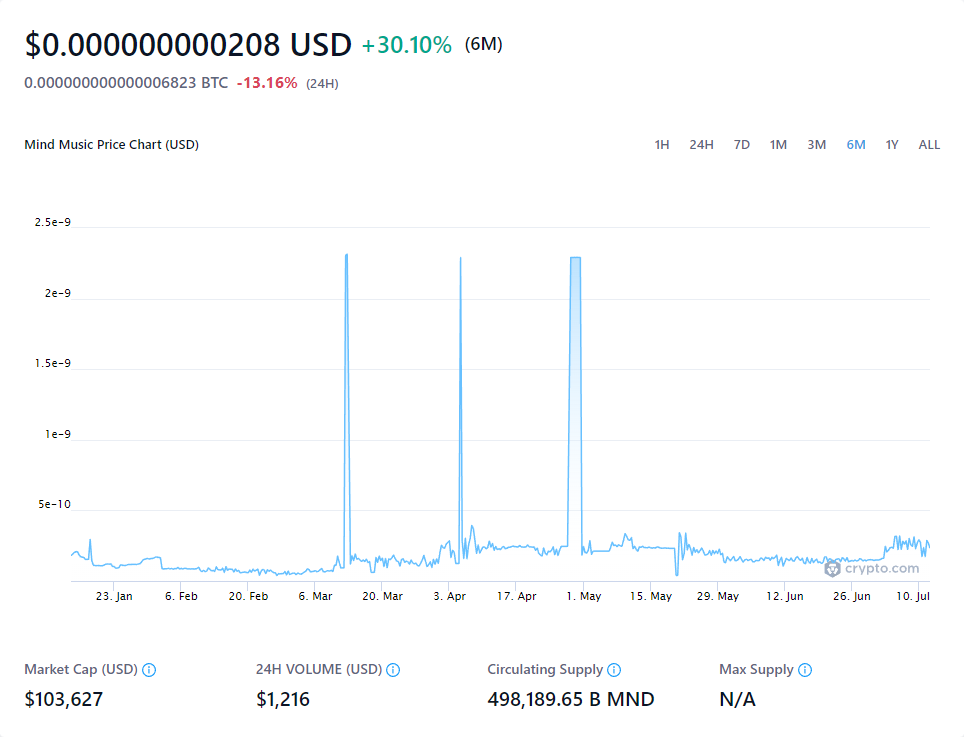 $0.000000000208 USD +30.10% (6M)
0.000000000000006823 BTC -13.16% (24H)
Mind Music Price Chart (USD) 1H 24H 7D 1M 3M 6M 1Y ALL
2.5e-9
2e-9
1.5e-9
1e-9
5e-10
crypto.com
23. Jan 6. Feb 20. Feb 6. Mar 20. Mar 3. Apr 17. Apr 1. May 15. May 29. May 12. Jun 26. Jun 10. Jul
Market Cap (USD) 24H VOLUME (USD) Circulating Supply Max Supply
$103,627 $1,216 498,189.65 B MND N/A